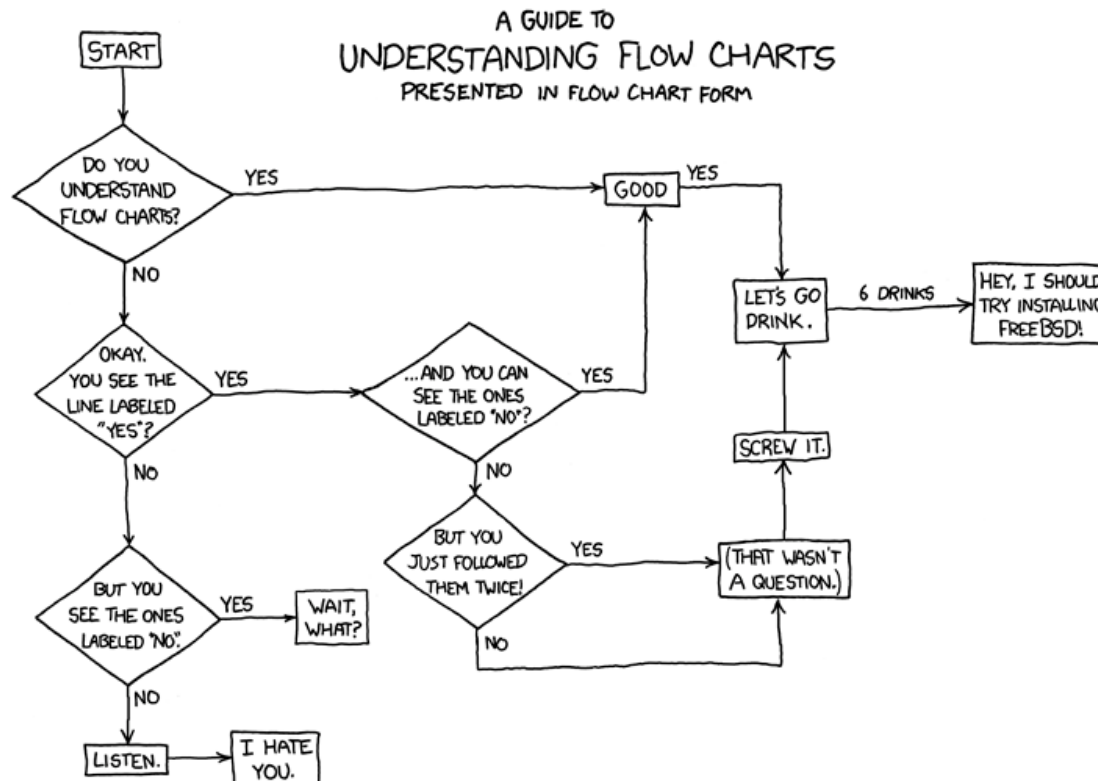 A GUIDE TO
UNDERSTANDING FLOW CHARTS
PRESENTED IN FLOW CHART FORM
START
DO YOU
UNDERSTAND
FLOW CHARTS?
YES
GOOD
YES
NO
LET'S GO
DRINK.
6 DRINKS
HEY, I SHOULD
TRY INSTALLING
FREEBSD!
OKAY.
YOU SEE THE
LINE LABELED
"YES"?
YES
...AND YOU CAN
SEE THE ONES
LABELED "NO"?
YES
SCREW IT.
NO
NO
BUT YOU
JUST FOLLOWED
THEM TWICE!
YES
(THAT WASN'T
A QUESTION.)
NO
BUT YOU
SEE THE ONES
LABELED "NO".
YES
WAIT,
WHAT?
NO
LISTEN.
I HATE
YOU.